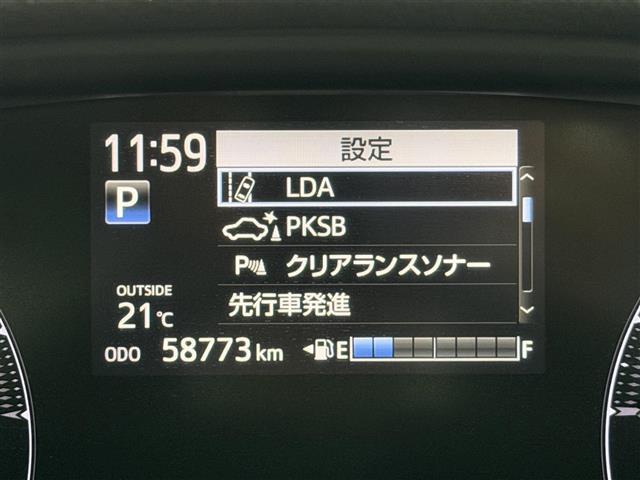 11:59
設定
P
LDA
PKSB
P クリアランスソナー
先行車発進
OUTSIDE
21℃
ODO 58773 km
E F